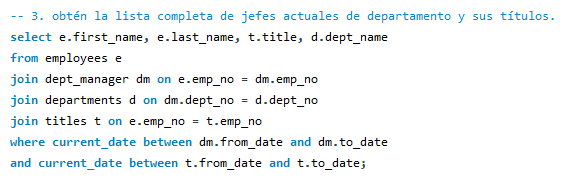 -- 3. obtén la lista completa de jefes actuales de departamento y sus títulos.
select e.first_name, e.last_name, t.title, d.dept_name
from employees e
join dept_manager dm on e.emp_no = dm.emp_no
join departments d on dm.dept_no = d.dept_no
join titles t on e.emp_no = t.emp_no
where current_date between dm.from_date and dm.to_date
and current_date between t.from_date and t.to_date;